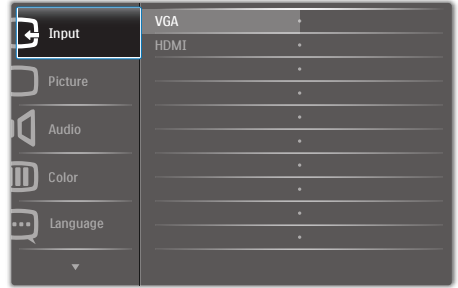 Input
Picture
Audio
Color
Language
VGA
HDMI